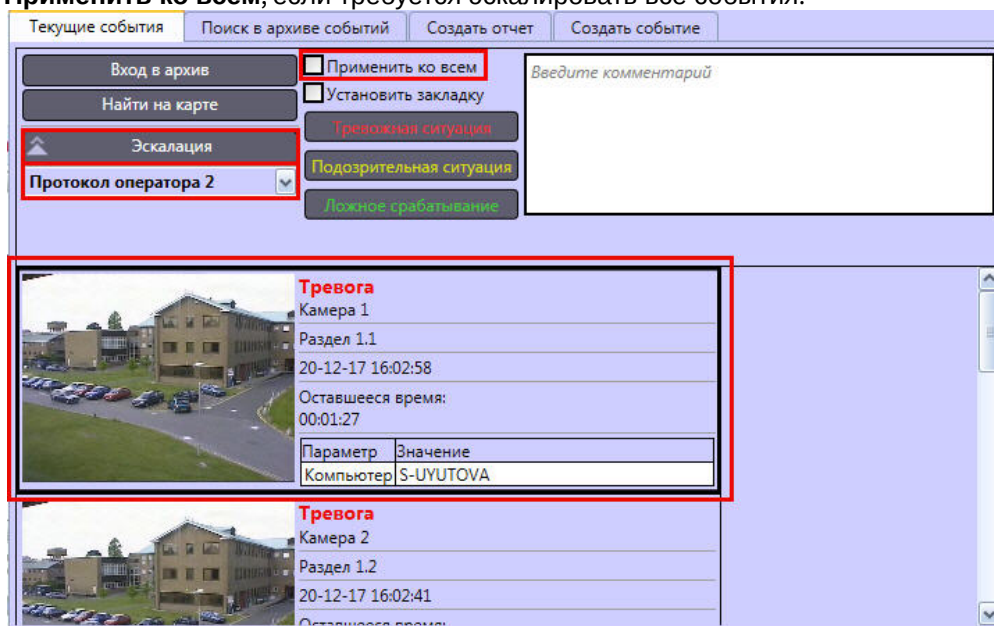 Применить ко всем, если требуется эскалировать все события.
Текущие события
Поиск в архиве событий
Создать отчет
Создать событие
Вход в архив
Найти на карте
Эскалация
Протокол оператора 2
Применить ко всем
Установить закладку
Тревожная ситуация
Подозрительная ситуация
Ложное срабатывание
Введите комментарий
Тревога
Камера 1
Раздел 1.1
20-12-17 16:02:58
Оставшееся время:
00:01:27
Параметр Значение
Компьютер S-UYUTOVA
Тревога
Камера 2
Раздел 1.2
20-12-17 16:02:41
Оставшееся время: